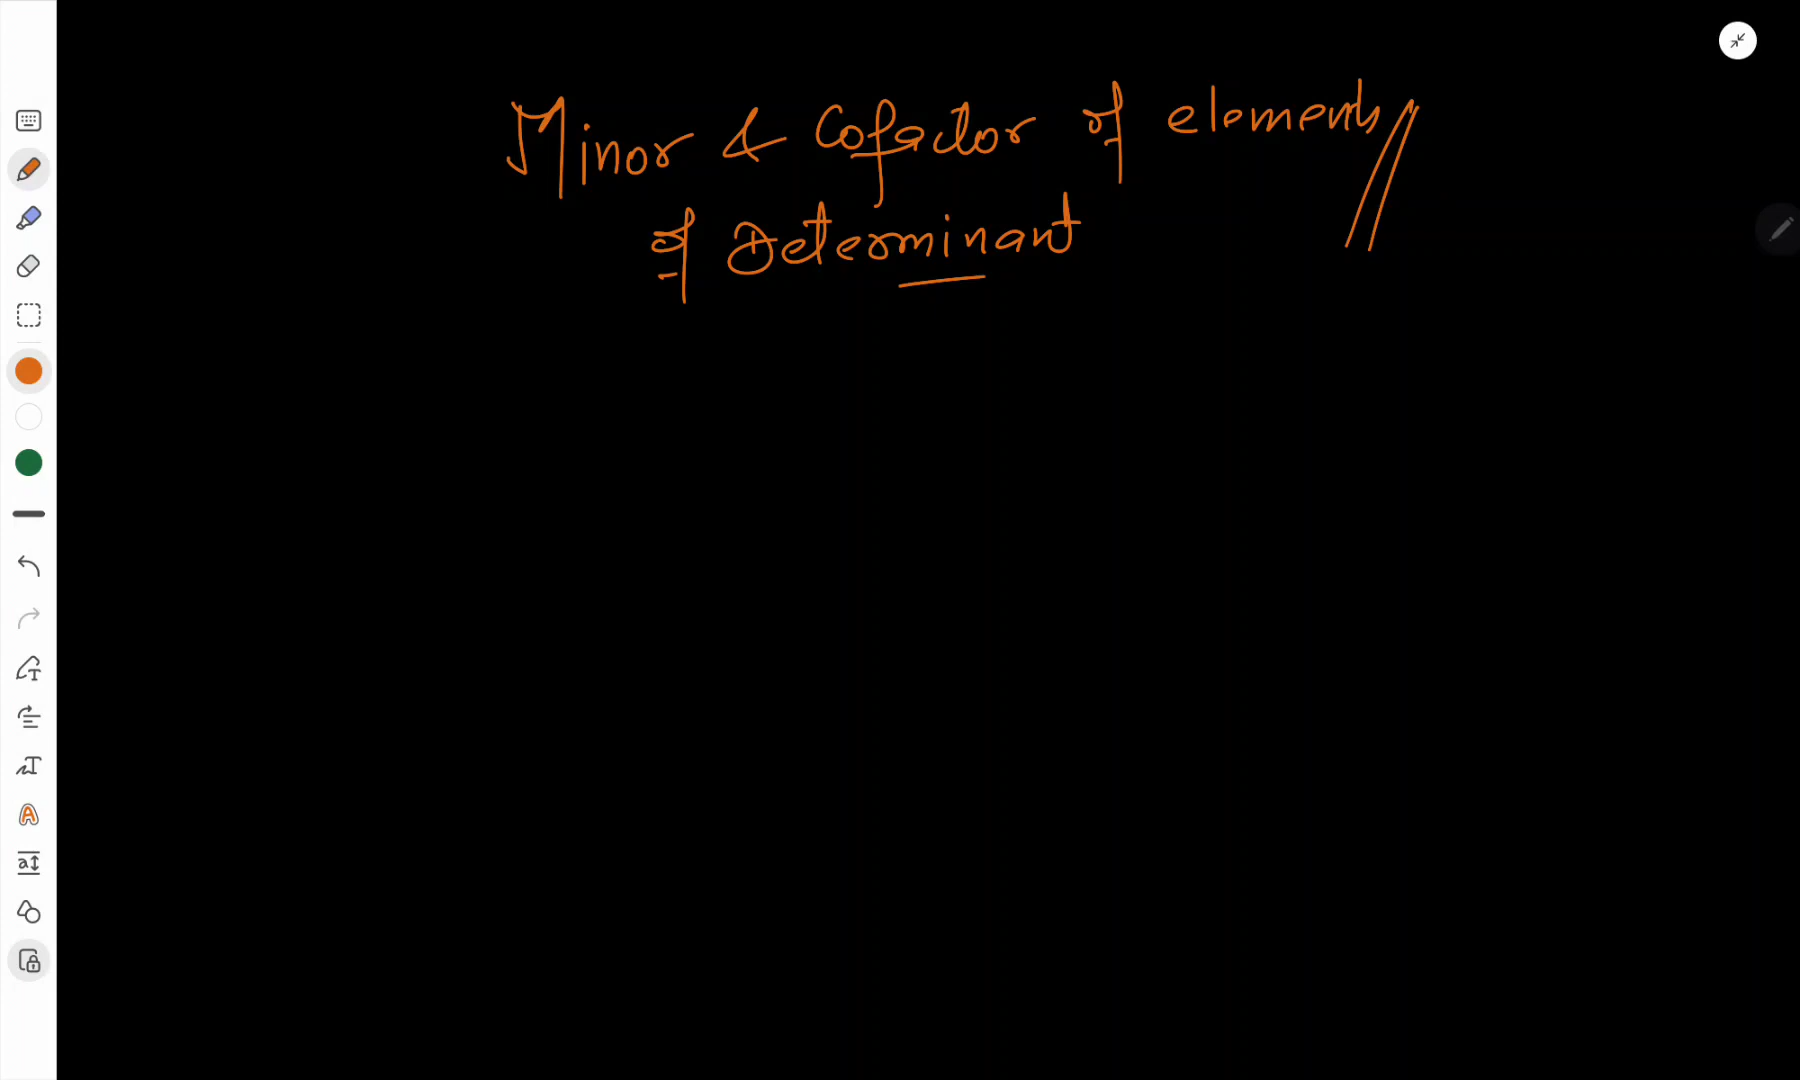 Minor & Cofactor of elements
of Determinant